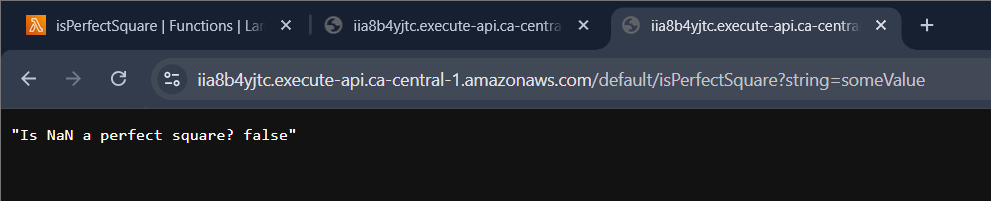 isPerfectSquare | Functions | Lar
iia8b4yjtc.execute-api.ca-centra
iia8b4yjtc.execute-api.ca-centra
iia8b4yjtc.execute-api.ca-central-1.amazonaws.com/default/isPerfectSquare?string=someValue
"Is NaN a perfect square? false"